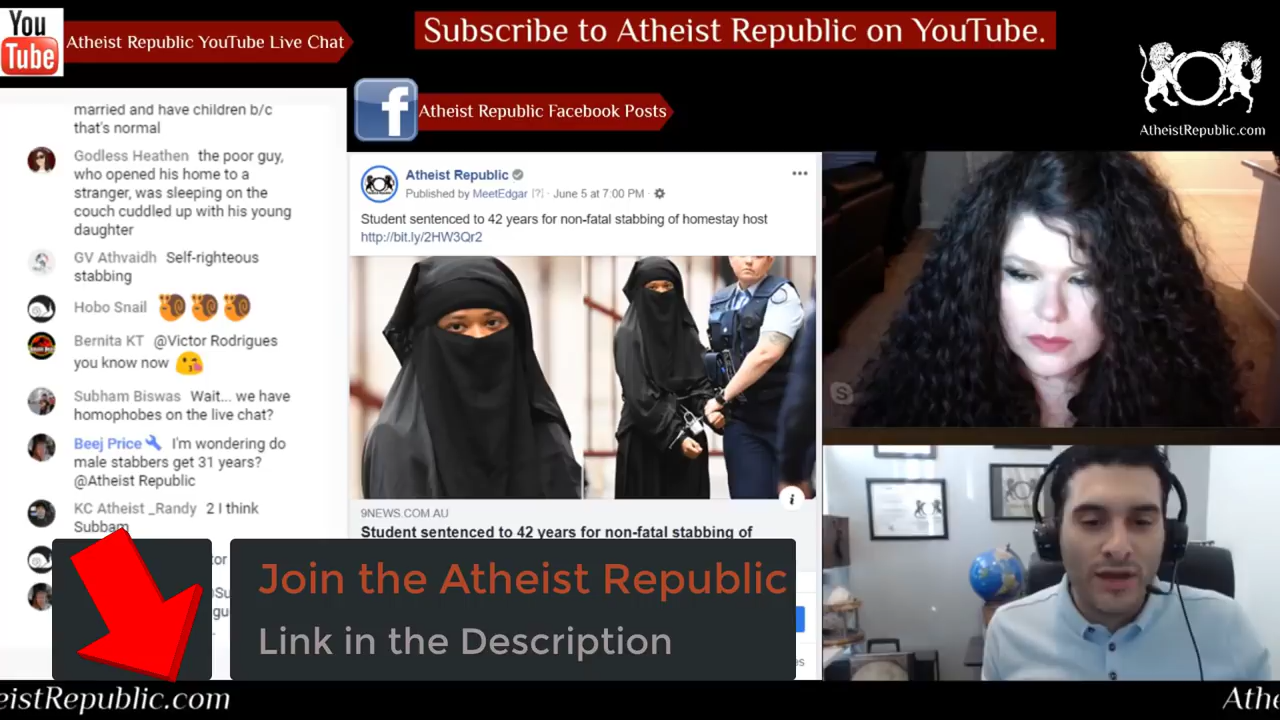 You
Tube
Atheist Republic YouTube Live Chat
Subscribe to Atheist Republic on YouTube.
AtheistRepublic.com
Atheist Republic Facebook Posts
married and have children b/c
that's normal
Godless Heathen the poor guy,
who opened his home to a
stranger, was sleeping on the
couch cuddled up with his young
daughter
GV Athvaidh Self-righteous
stabbing
Hobo Snail
Bernita KT @Victor Rodrigues
you know now
Subham Biswas Wait... we have
homophobes on the live chat?
Beej Price I'm wondering do
male stabbers get 31 years?
@Atheist Republic
KC Atheist _Randy 2 I think
Subbam
Atheist Republic
Published by MeetEdgar [?] · June 5 at 7:00 PM ·
Student sentenced to 42 years for non-fatal stabbing of homestay host
http://bit.ly/2HW3Qr2
9NEWS.COM.AU
Student sentenced to 42 years for non-fatal stabbing of
Join the Atheist Republic
Link in the Description
eistRepublic.com
Athe